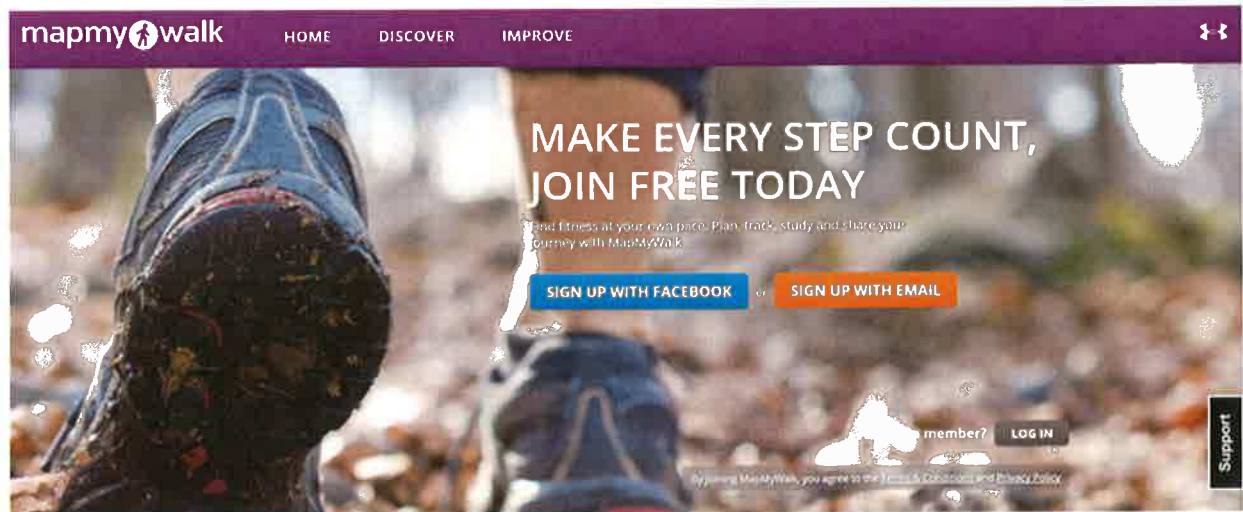 mapmywalk HOME DISCOVER IMPROVE
MAKE EVERY STEP COUNT,
JOIN FREE TODAY
and fitness at your own pace. Plan, track, study and share your
journey with MapMyWalk
SIGN UP WITH FACEBOOK or SIGN UP WITH EMAIL
member? LOG IN
By joining MapMyWalk, you agree to the Terms & Conditions and Privacy Policy
Support